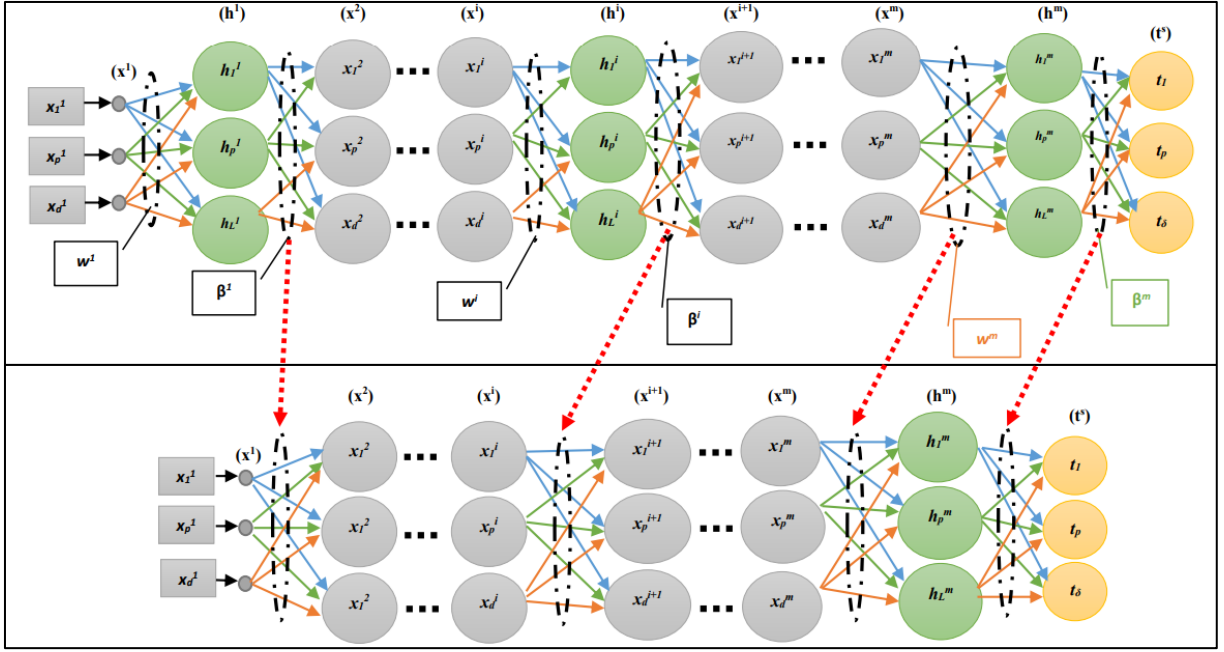 (x¹) (h¹) (x²) (xⁱ) (hⁱ) (xⁱ⁺¹) (xᵐ) (hᵐ) (tˢ)
x₁¹ h₁¹ x₁² x₁ⁱ h₁ⁱ x₁ⁱ⁺¹ x₁ᵐ h₁ᵐ t₁
xₚ¹ hₚ¹ xₚ² xₚⁱ hₚⁱ xₚⁱ⁺¹ xₚᵐ hₚᵐ tₚ
x_d¹ h_L¹ x_d² x_dⁱ h_Lⁱ x_dⁱ⁺¹ x_dᵐ h_Lᵐ t_δ
w¹ β¹ wⁱ βⁱ wᵐ βᵐ
(x¹) (x²) (xⁱ) (xⁱ⁺¹) (xᵐ) (hᵐ) (tˢ)
x₁¹ x₁² x₁ⁱ x₁ⁱ⁺¹ x₁ᵐ h₁ᵐ t₁
xₚ¹ x₁² xₚⁱ xₚⁱ⁺¹ xₚᵐ hₚᵐ tₚ
x_d¹ x₁² x_dⁱ x_dⁱ⁺¹ x_dᵐ h_Lᵐ t_δ